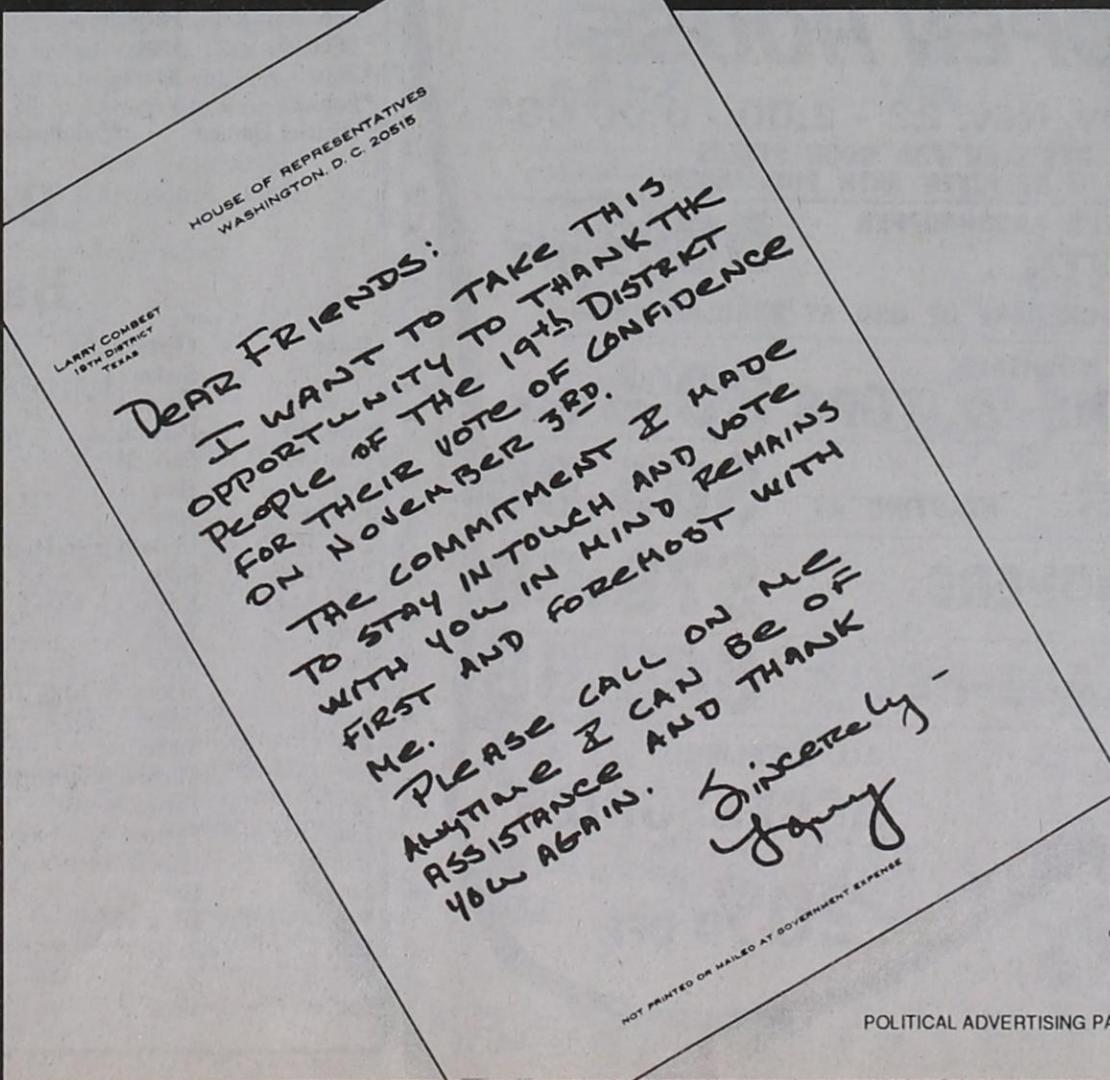 HOUSE OF REPRESENTATIVES
WASHINGTON, D. C. 20515
LARRY COMBEST
19TH DISTRICT
TEXAS
DEAR FRIENDS:
I WANT TO TAKE THIS
OPPORTUNITY TO THANK THE
PEOPLE OF THE 19th DISTRICT
FOR THEIR VOTE OF CONFIDENCE
ON NOVEMBER 3RD.
THE COMMITMENT I MADE
TO STAY IN TOUCH AND VOTE
WITH YOU IN MIND REMAINS
FIRST AND FOREMOST WITH
ME.
PLEASE CALL ON ME
ANYTIME I CAN BE OF
ASSISTANCE AND THANK
YOU AGAIN.
Sincerely -
Larry
NOT PRINTED OR MAILED AT GOVERNMENT EXPENSE
POLITICAL ADVERTISING PA